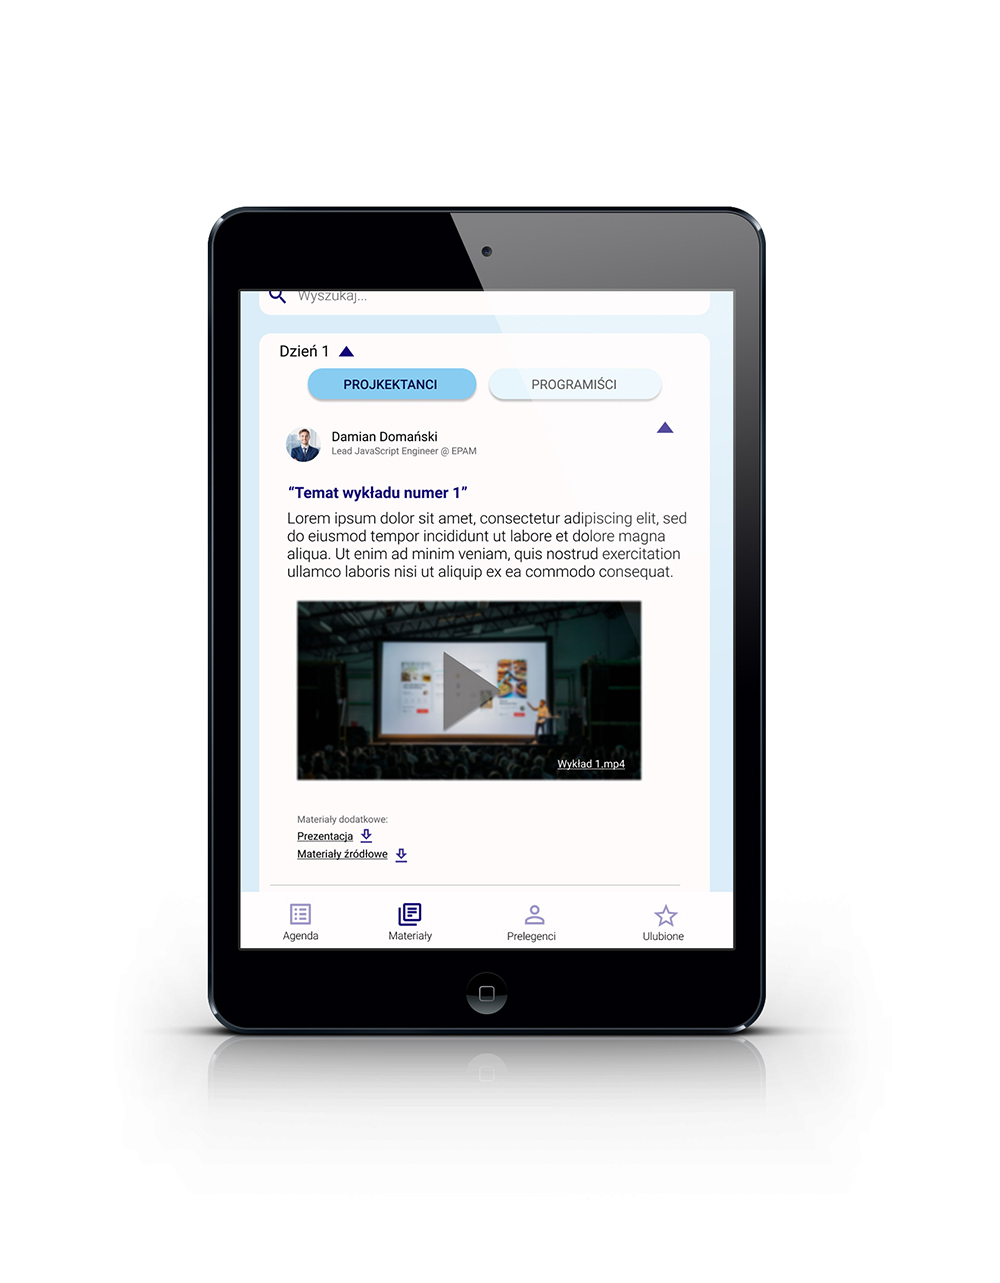 Wyszukaj...
Dzień 1
PROJKEKTANCI
PROGRAMIŚCI
Damian Domański
Lead JavaScript Engineer @ EPAM
“Temat wykładu numer 1”
Lorem ipsum dolor sit amet, consectetur adipiscing elit, sed
do eiusmod tempor incididunt ut labore et dolore magna
aliqua. Ut enim ad minim veniam, quis nostrud exercitation
ullamco laboris nisi ut aliquip ex ea commodo consequat.
Wykład 1.mp4
Materiały dodatkowe:
Prezentacja
Materiały źródłowe
Agenda
Materiały
Prelegenci
Ulubione